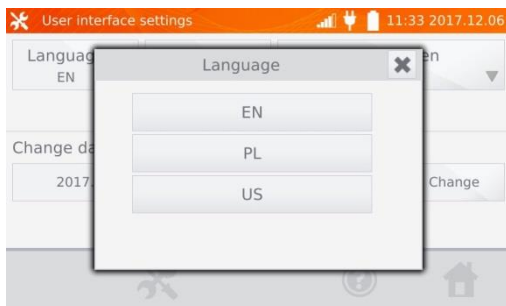 User interface settings 11:33 2017.12.06
Language
EN
PL
US
Languag
EN
en
Change da
2017.
Change